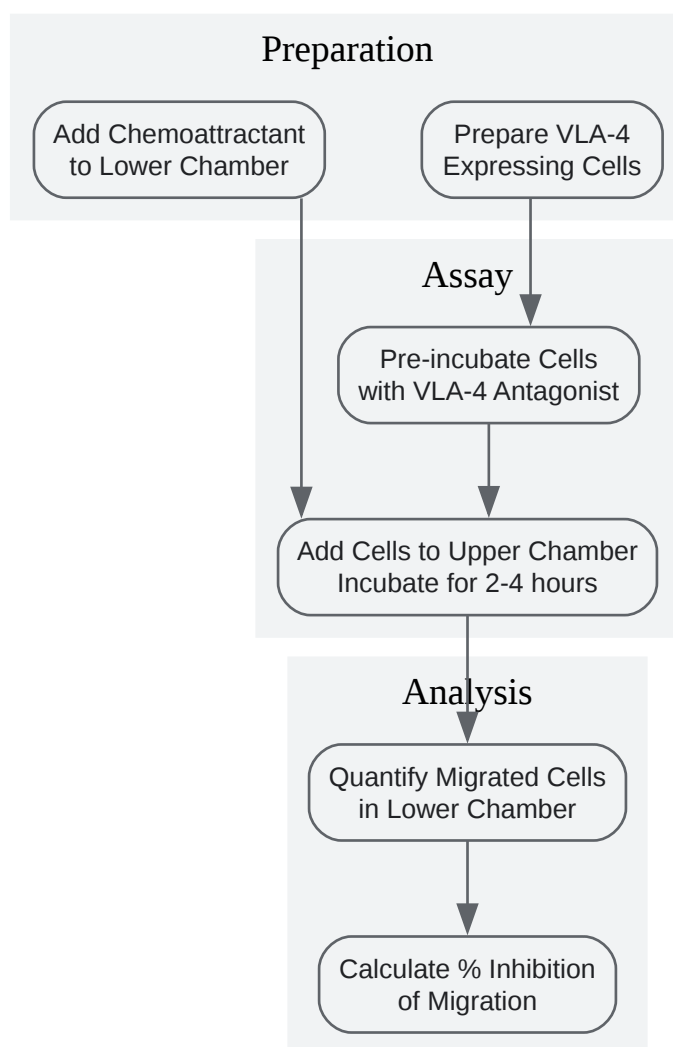 Preparation
Add Chemoattractant
to Lower Chamber
Prepare VLA-4
Expressing Cells
Assay
Pre-incubate Cells
with VLA-4 Antagonist
Add Cells to Upper Chamber
Incubate for 2-4 hours
Analysis
Quantify Migrated Cells
in Lower Chamber
Calculate % Inhibition
of Migration